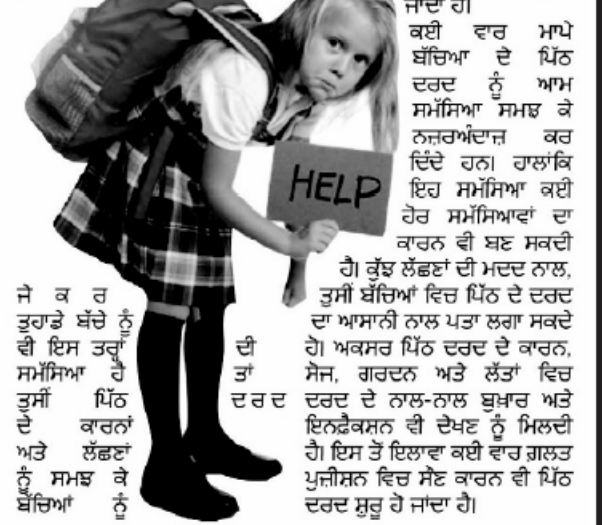 ਜਾਂਦਾ ਹੈ।
ਕਈ ਵਾਰ ਮਾਪੇ
ਬੱਚਿਆ ਦੇ ਪਿੱਠ
ਦਰਦ ਨੂੰ ਆਮ
ਸਮੱਸਿਆ ਸਮਝ ਕੇ
ਨਜ਼ਰਅੰਦਾਜ਼ ਕਰ
ਦਿੰਦੇ ਹਨ। ਹਾਲਾਂਕਿ
ਇਹ ਸਮੱਸਿਆ ਕਈ
ਹੋਰ ਸਮੱਸਿਆਵਾਂ ਦਾ
ਕਾਰਨ ਵੀ ਬਣ ਸਕਦੀ
ਹੈ। ਕੁੱਝ ਲੱਛਣਾਂ ਦੀ ਮਦਦ ਨਾਲ,
ਤੁਸੀਂ ਬੱਚਿਆਂ ਵਿਚ ਪਿੱਠ ਦੇ ਦਰਦ
ਦਾ ਆਸਾਨੀ ਨਾਲ ਪਤਾ ਲਗਾ ਸਕਦੇ
ਹੋ। ਅਕਸਰ ਪਿੱਠ ਦਰਦ ਦੇ ਕਾਰਨ,
ਸੋਜ, ਗਰਦਨ ਅਤੇ ਲੱਤਾਂ ਵਿਚ
ਦਰਦ ਦੇ ਨਾਲ-ਨਾਲ ਬੁਖ਼ਾਰ ਅਤੇ
ਇਨਫ਼ੈਕਸ਼ਨ ਵੀ ਦੇਖਣ ਨੂੰ ਮਿਲਦੀ
ਹੈ। ਇਸ ਤੋਂ ਇਲਾਵਾ ਕਈ ਵਾਰ ਗ਼ਲਤ
ਪੁਜ਼ੀਸ਼ਨ ਵਿਚ ਸੌਣ ਕਾਰਨ ਵੀ ਪਿੱਠ
ਦਰਦ ਸ਼ੁਰੂ ਹੋ ਜਾਂਦਾ ਹੈ।
HELP
ਜੇ ਕ ਰ
ਤੁਹਾਡੇ ਬੱਚੇ ਨੂੰ
ਵੀ ਇਸ ਤਰ੍ਹਾਂ ਦੀ
ਸਮੱਸਿਆ ਹੈ ਤਾਂ
ਤੁਸੀਂ ਪਿੱਠ ਦਰਦ
ਦੇ ਕਾਰਨਾਂ
ਅਤੇ ਲੱਛਣਾਂ
ਨੂੰ ਸਮਝ ਕੇ
ਬੱਚਿਆਂ ਨੂੰ